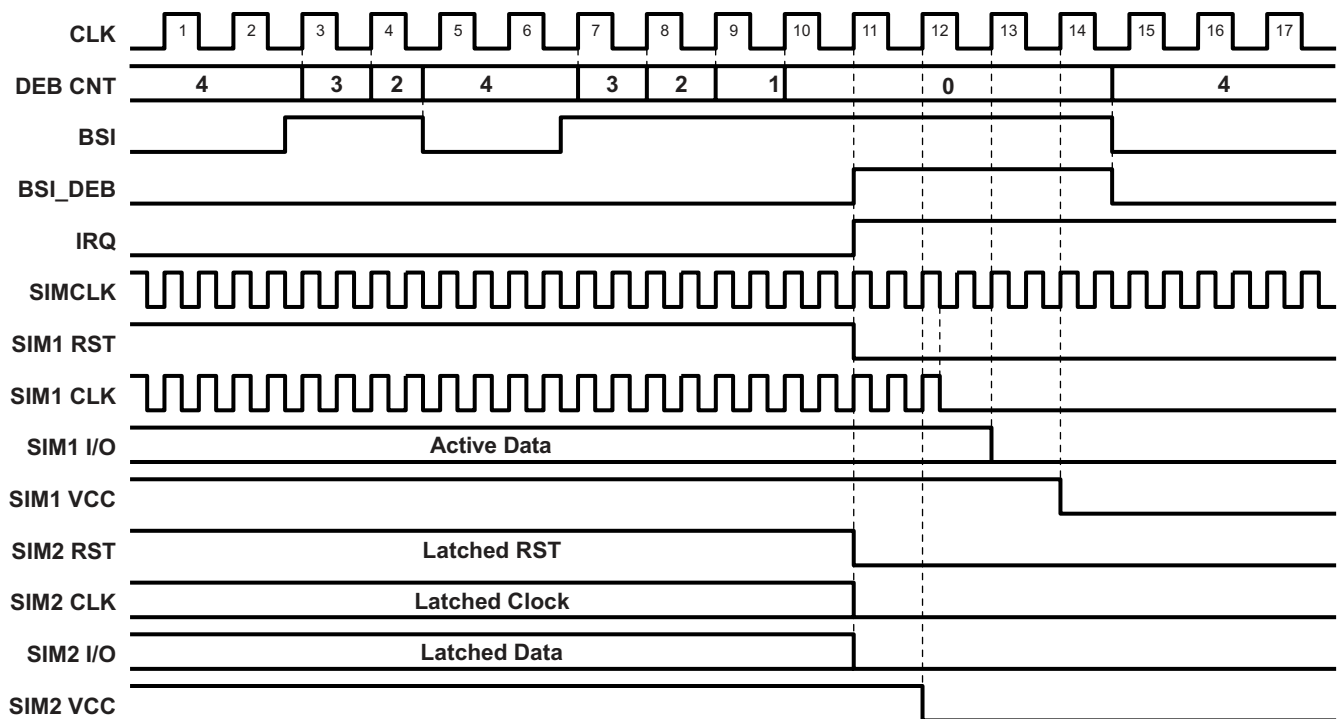 CLK 1 2 3 4 5 6 7 8 9 10 11 12 13 14 15 16 17
DEB CNT 4 3 2 4 3 2 1 0 4
BSI
BSI_DEB
IRQ
SIMCLK
SIM1 RST
SIM1 CLK
SIM1 I/O Active Data
SIM1 VCC
SIM2 RST Latched RST
SIM2 CLK Latched Clock
SIM2 I/O Latched Data
SIM2 VCC